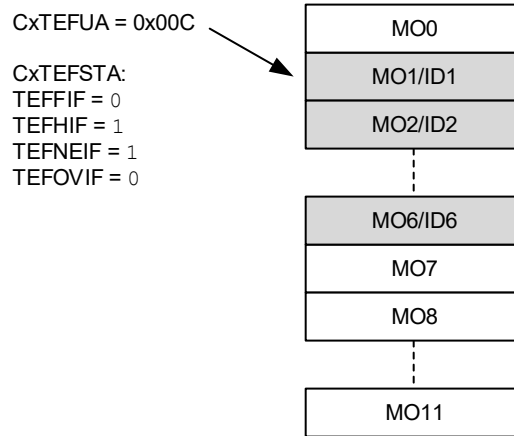 CxTEFUA = 0x00C
CxTEFSTA:
TEFFIF = 0
TEFHIF = 1
TEFNEIF = 1
TEFOVIF = 0
MO0
MO1/ID1
MO2/ID2
MO6/ID6
MO7
MO8
MO11